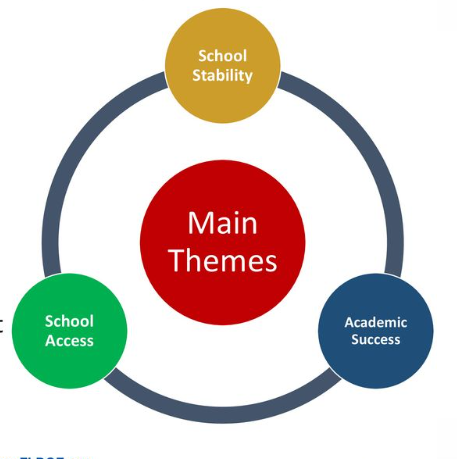 School
Stability
Main
Themes
School
Access
Academic
Success